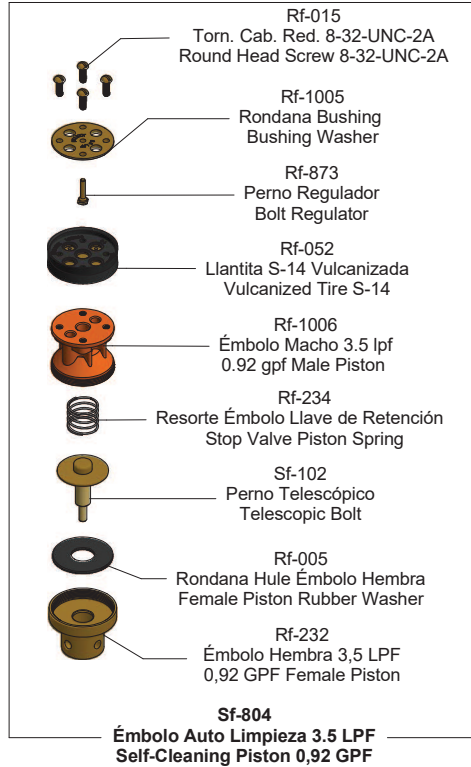 Rf-015
Torn. Cab. Red. 8-32-UNC-2A
Round Head Screw 8-32-UNC-2A
Rf-1005
Rondana Bushing
Bushing Washer
Rf-873
Perno Regulador
Bolt Regulator
Rf-052
Llantita S-14 Vulcanizada
Vulcanized Tire S-14
Rf-1006
Émbolo Macho 3.5 lpf
0.92 gpf Male Piston
Rf-234
Resorte Émbolo Llave de Retención
Stop Valve Piston Spring
Sf-102
Perno Telescópico
Telescopic Bolt
Rf-005
Rondana Hule Émbolo Hembra
Female Piston Rubber Washer
Rf-232
Émbolo Hembra 3,5 LPF
0,92 GPF Female Piston
Sf-804
Émbolo Auto Limpieza 3.5 LPF
Self-Cleaning Piston 0,92 GPF